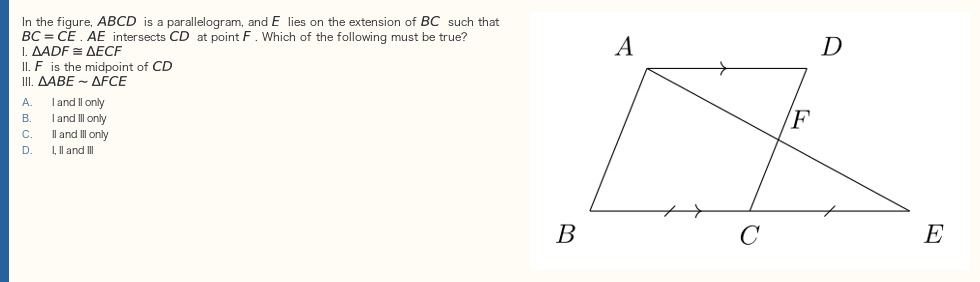 In the figure, ABCD is a parallelogram, and E lies on the extension of BC such that
BC = CE . AE intersects CD at point F . Which of the following must be true?
I. ΔADF ≅ ΔECF
II. F is the midpoint of CD
III. ΔABE ~ ΔFCE
A. I and II only
B. I and III only
C. II and III only
D. I, II and III
A D
F
B C E